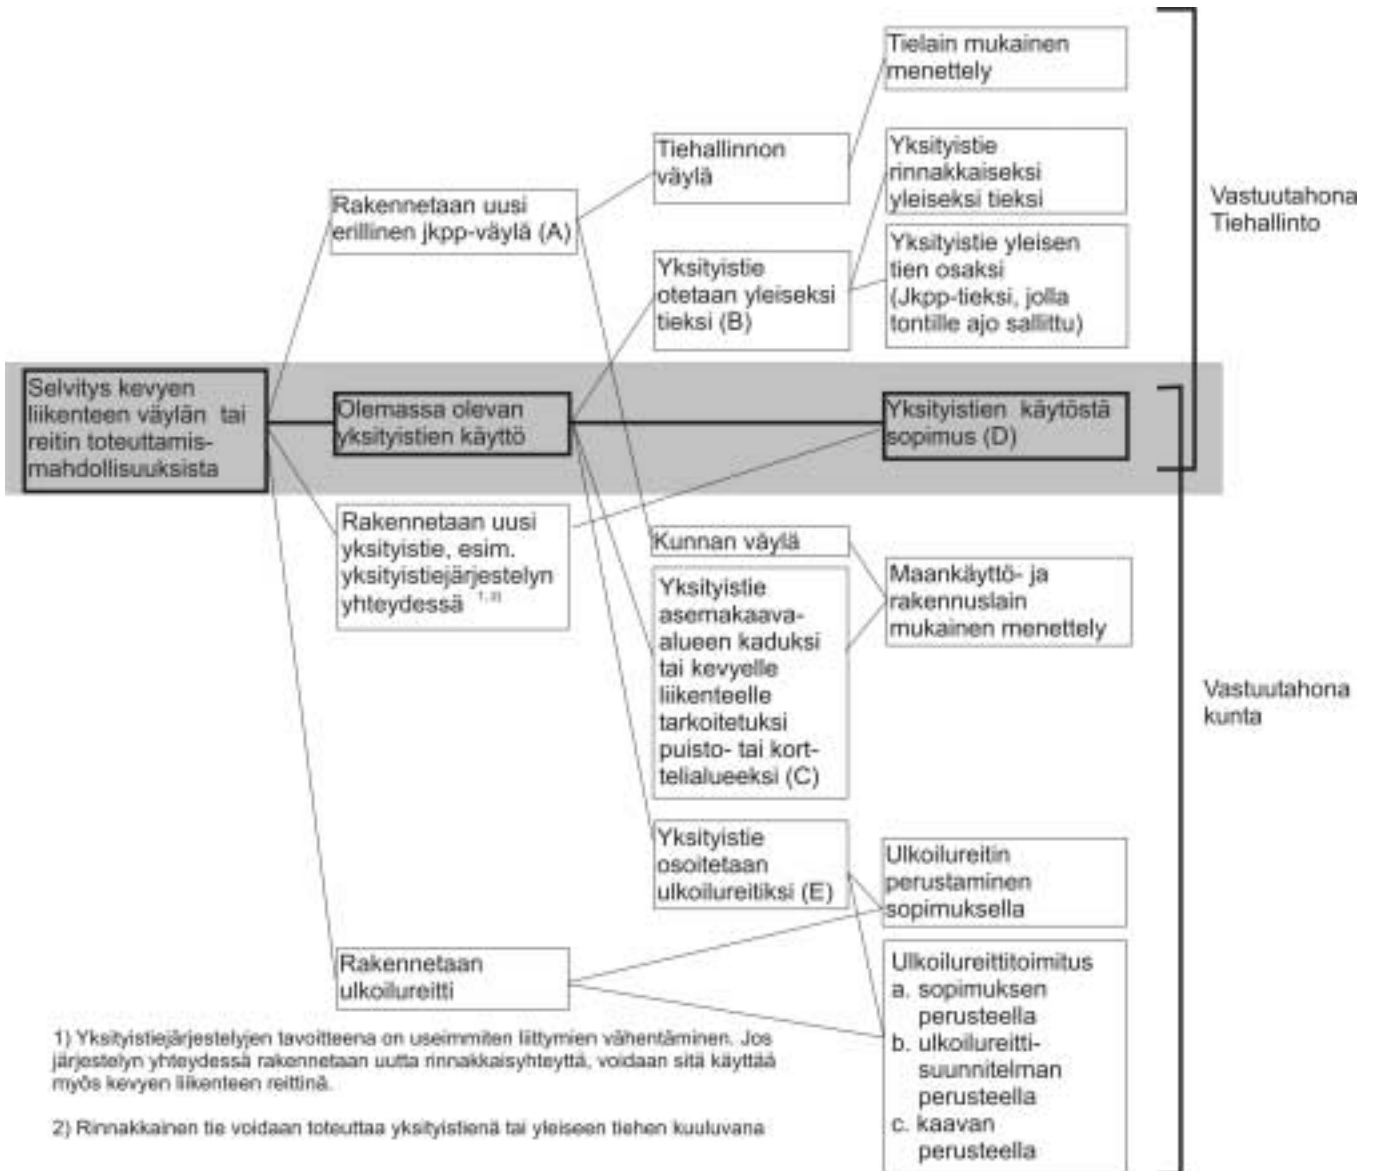 Tielain mukainen
menettely
Tiehallinnon
väylä
Yksityistie
rinnakkaiseksi
yleiseksi tieksi
Vastuutahona
Tiehallinto
Rakennetaan uusi
erillinen jkpp-väylä (A)
Yksityistie
otetaan yleiseksi
tieksi (B)
Yksityistie yleisen
tien osaksi
(Jkpp-tieksi, jolla
tontille ajo sallittu)
Selvitys kevyen
liikenteen väylän tai
reitin toteuttamis-
mahdollisuuksista
Olemassa olevan
yksityistien käyttö
Yksityistien käytöstä
sopimus (D)
Rakennetaan uusi
yksityistie, esim.
yksityistiejärjestelyn
yhteydessä 1, 2)
Kunnan väylä
Yksityistie
asemakaava-
alueen kaduksi
tai kevyelle
liikenteelle
tarkoitetuksi
puisto- tai kort-
telialueeksi (C)
Maankäyttö- ja
rakennuslain
mukainen menettely
Vastuutahona
kunta
Yksityistie
osoitetaan
ulkoilureitiksi (E)
Ulkoilureitin
perustaminen
sopimuksella
Rakennetaan
ulkoilureitti
Ulkoilureittitoimitus
a. sopimuksen
perusteella
b. ulkoilureitti-
suunnitelman
perusteella
c. kaavan
perusteella
1) Yksityistiejärjestelyjen tavoitteena on useimmiten liittymien vähentäminen. Jos
järjestelyn yhteydessä rakennetaan uutta rinnakkaisyhteyttä, voidaan sitä käyttää
myös kevyen liikenteen reittinä.
2) Rinnakkainen tie voidaan toteuttaa yksityistienä tai yleiseen tiehen kuuluvana